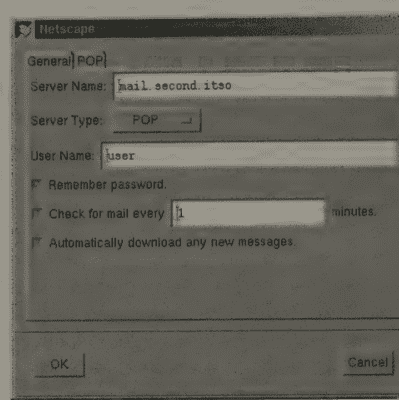 Netscape
General POP
Server Name: mail.second.itso
Server Type: POP
User Name: user
Remember password.
Check for mail every 1 minutes.
Automatically download any new messages
OK Cancel